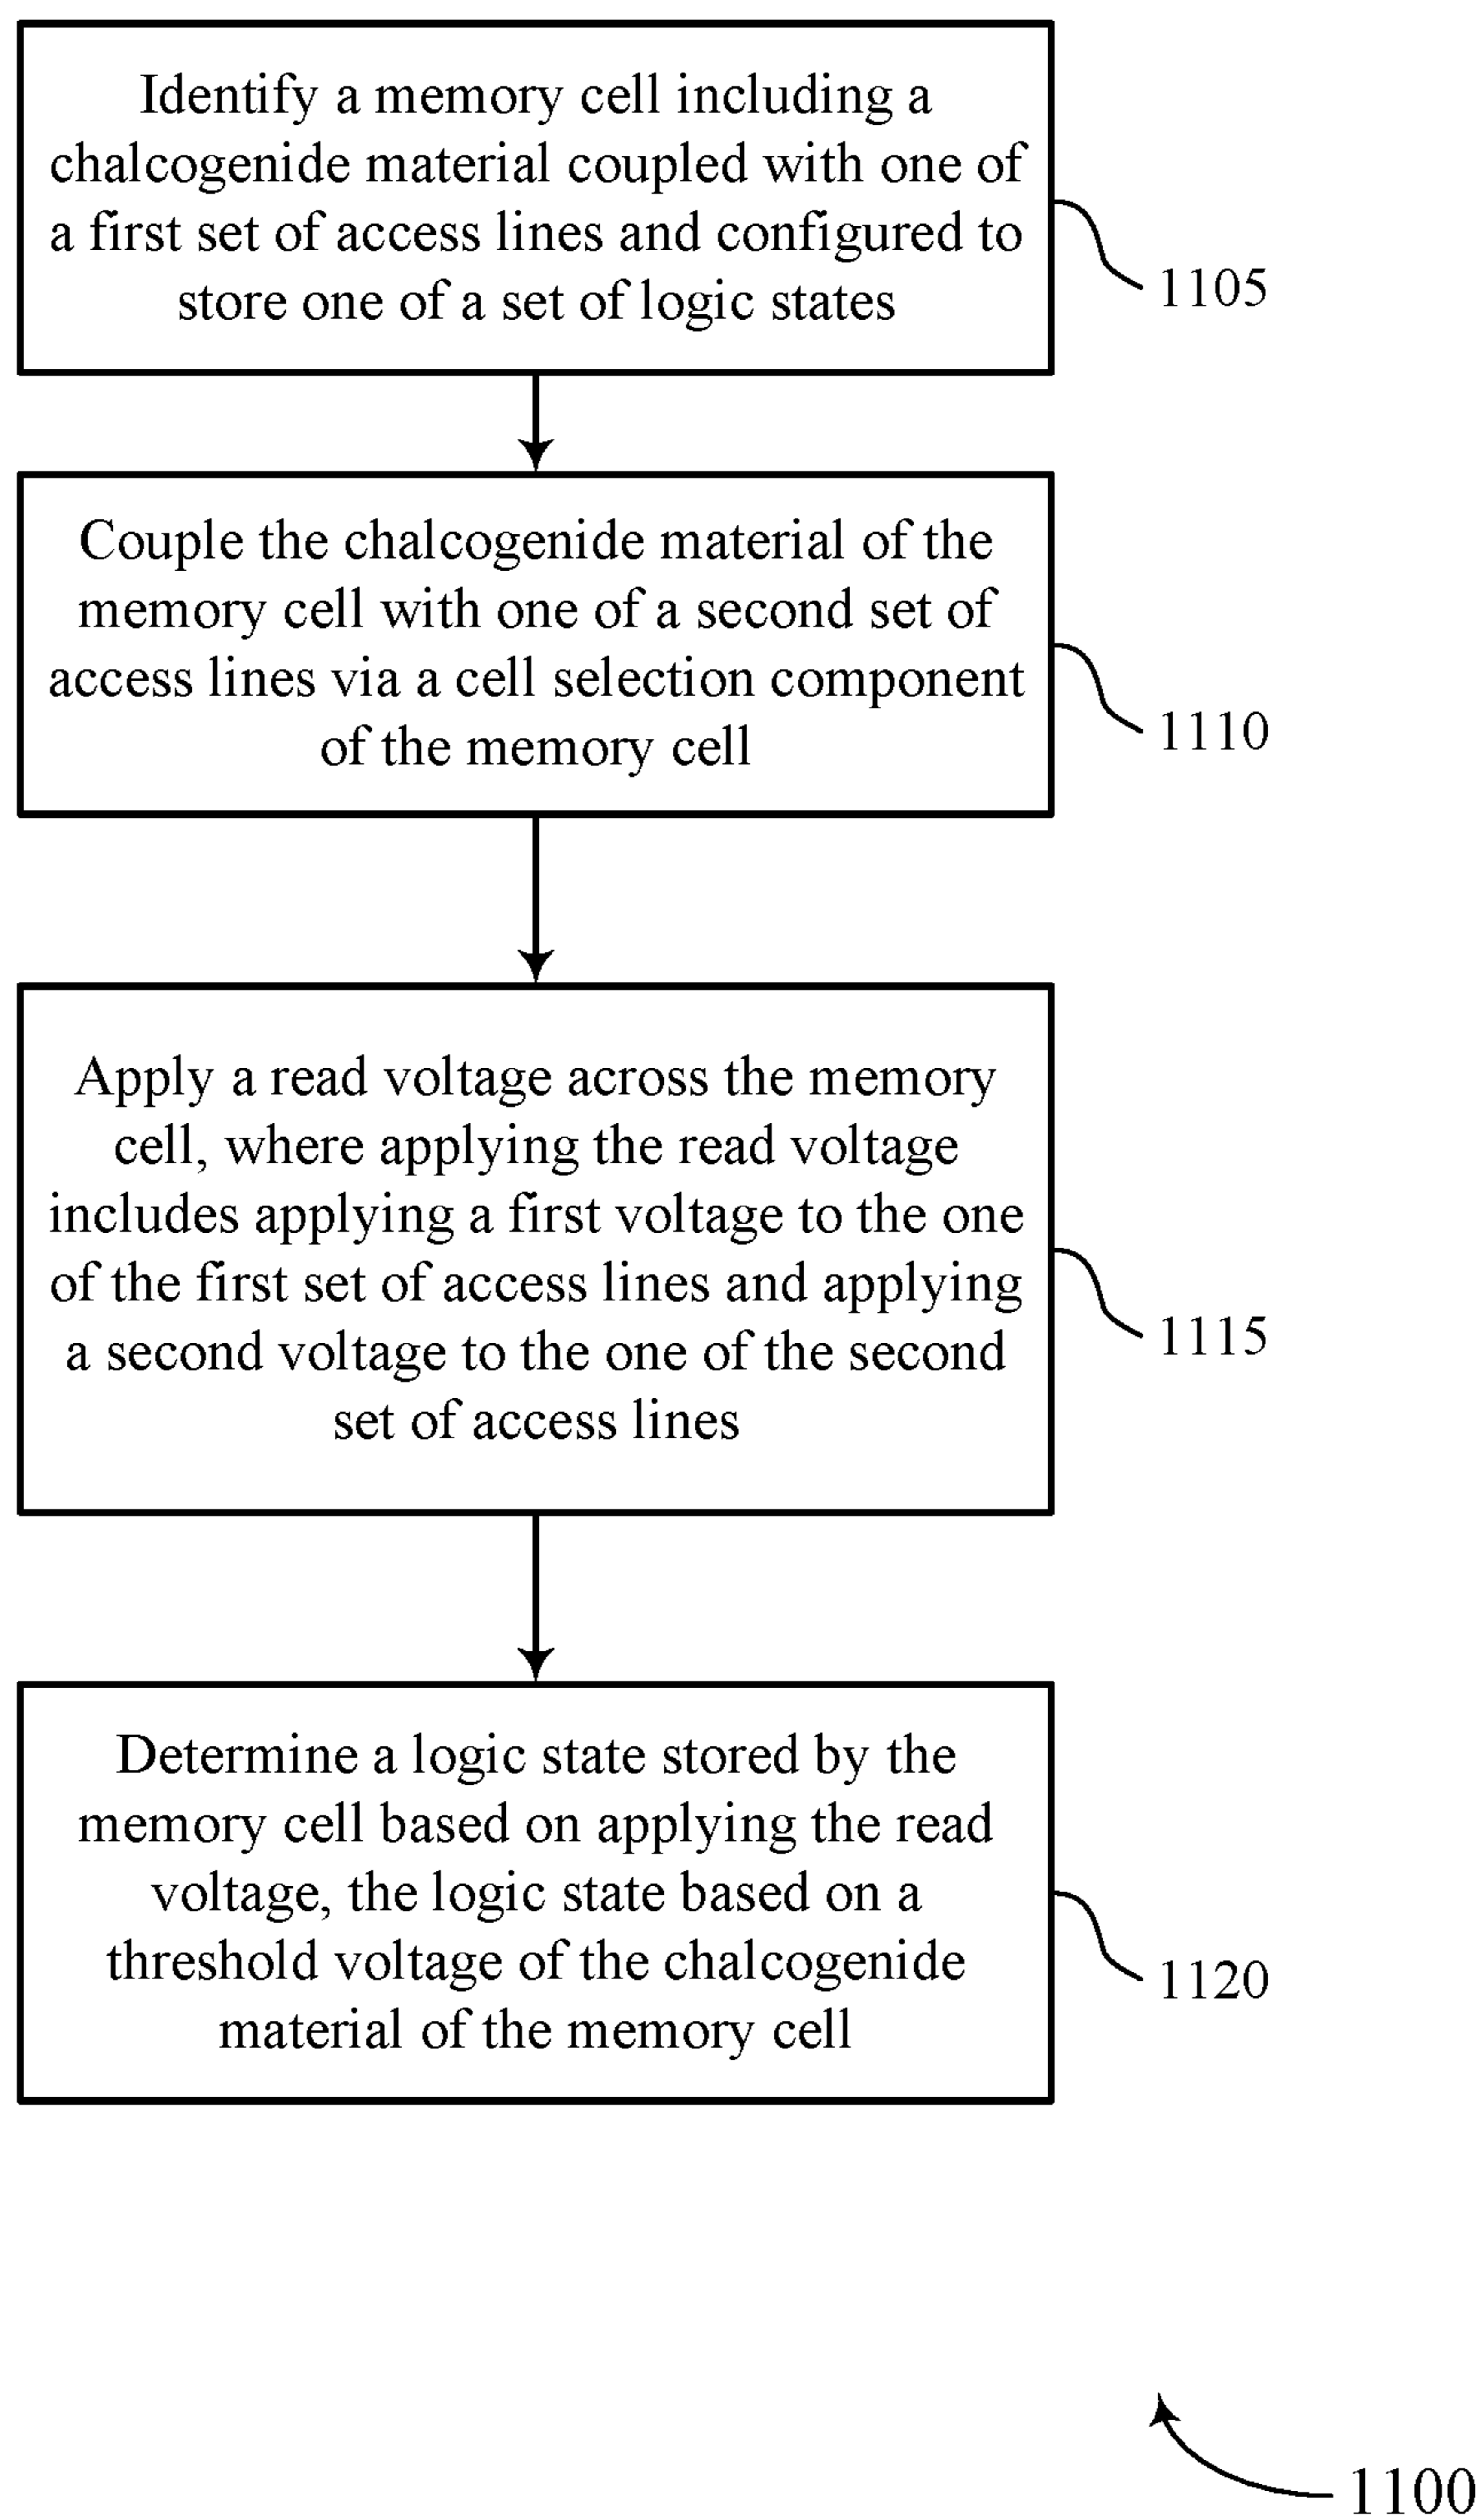 Identify a memory cell including a
chalcogenide material coupled with one of
a first set of access lines and configured to
store one of a set of logic states
1105
Couple the chalcogenide material of the
memory cell with one of a second set of
access lines via a cell selection component
of the memory cell
1110
Apply a read voltage across the memory
cell, where applying the read voltage
includes applying a first voltage to the one
of the first set of access lines and applying
a second voltage to the one of the second
set of access lines
1115
Determine a logic state stored by the
memory cell based on applying the read
voltage, the logic state based on a
threshold voltage of the chalcogenide
material of the memory cell
1120
1100